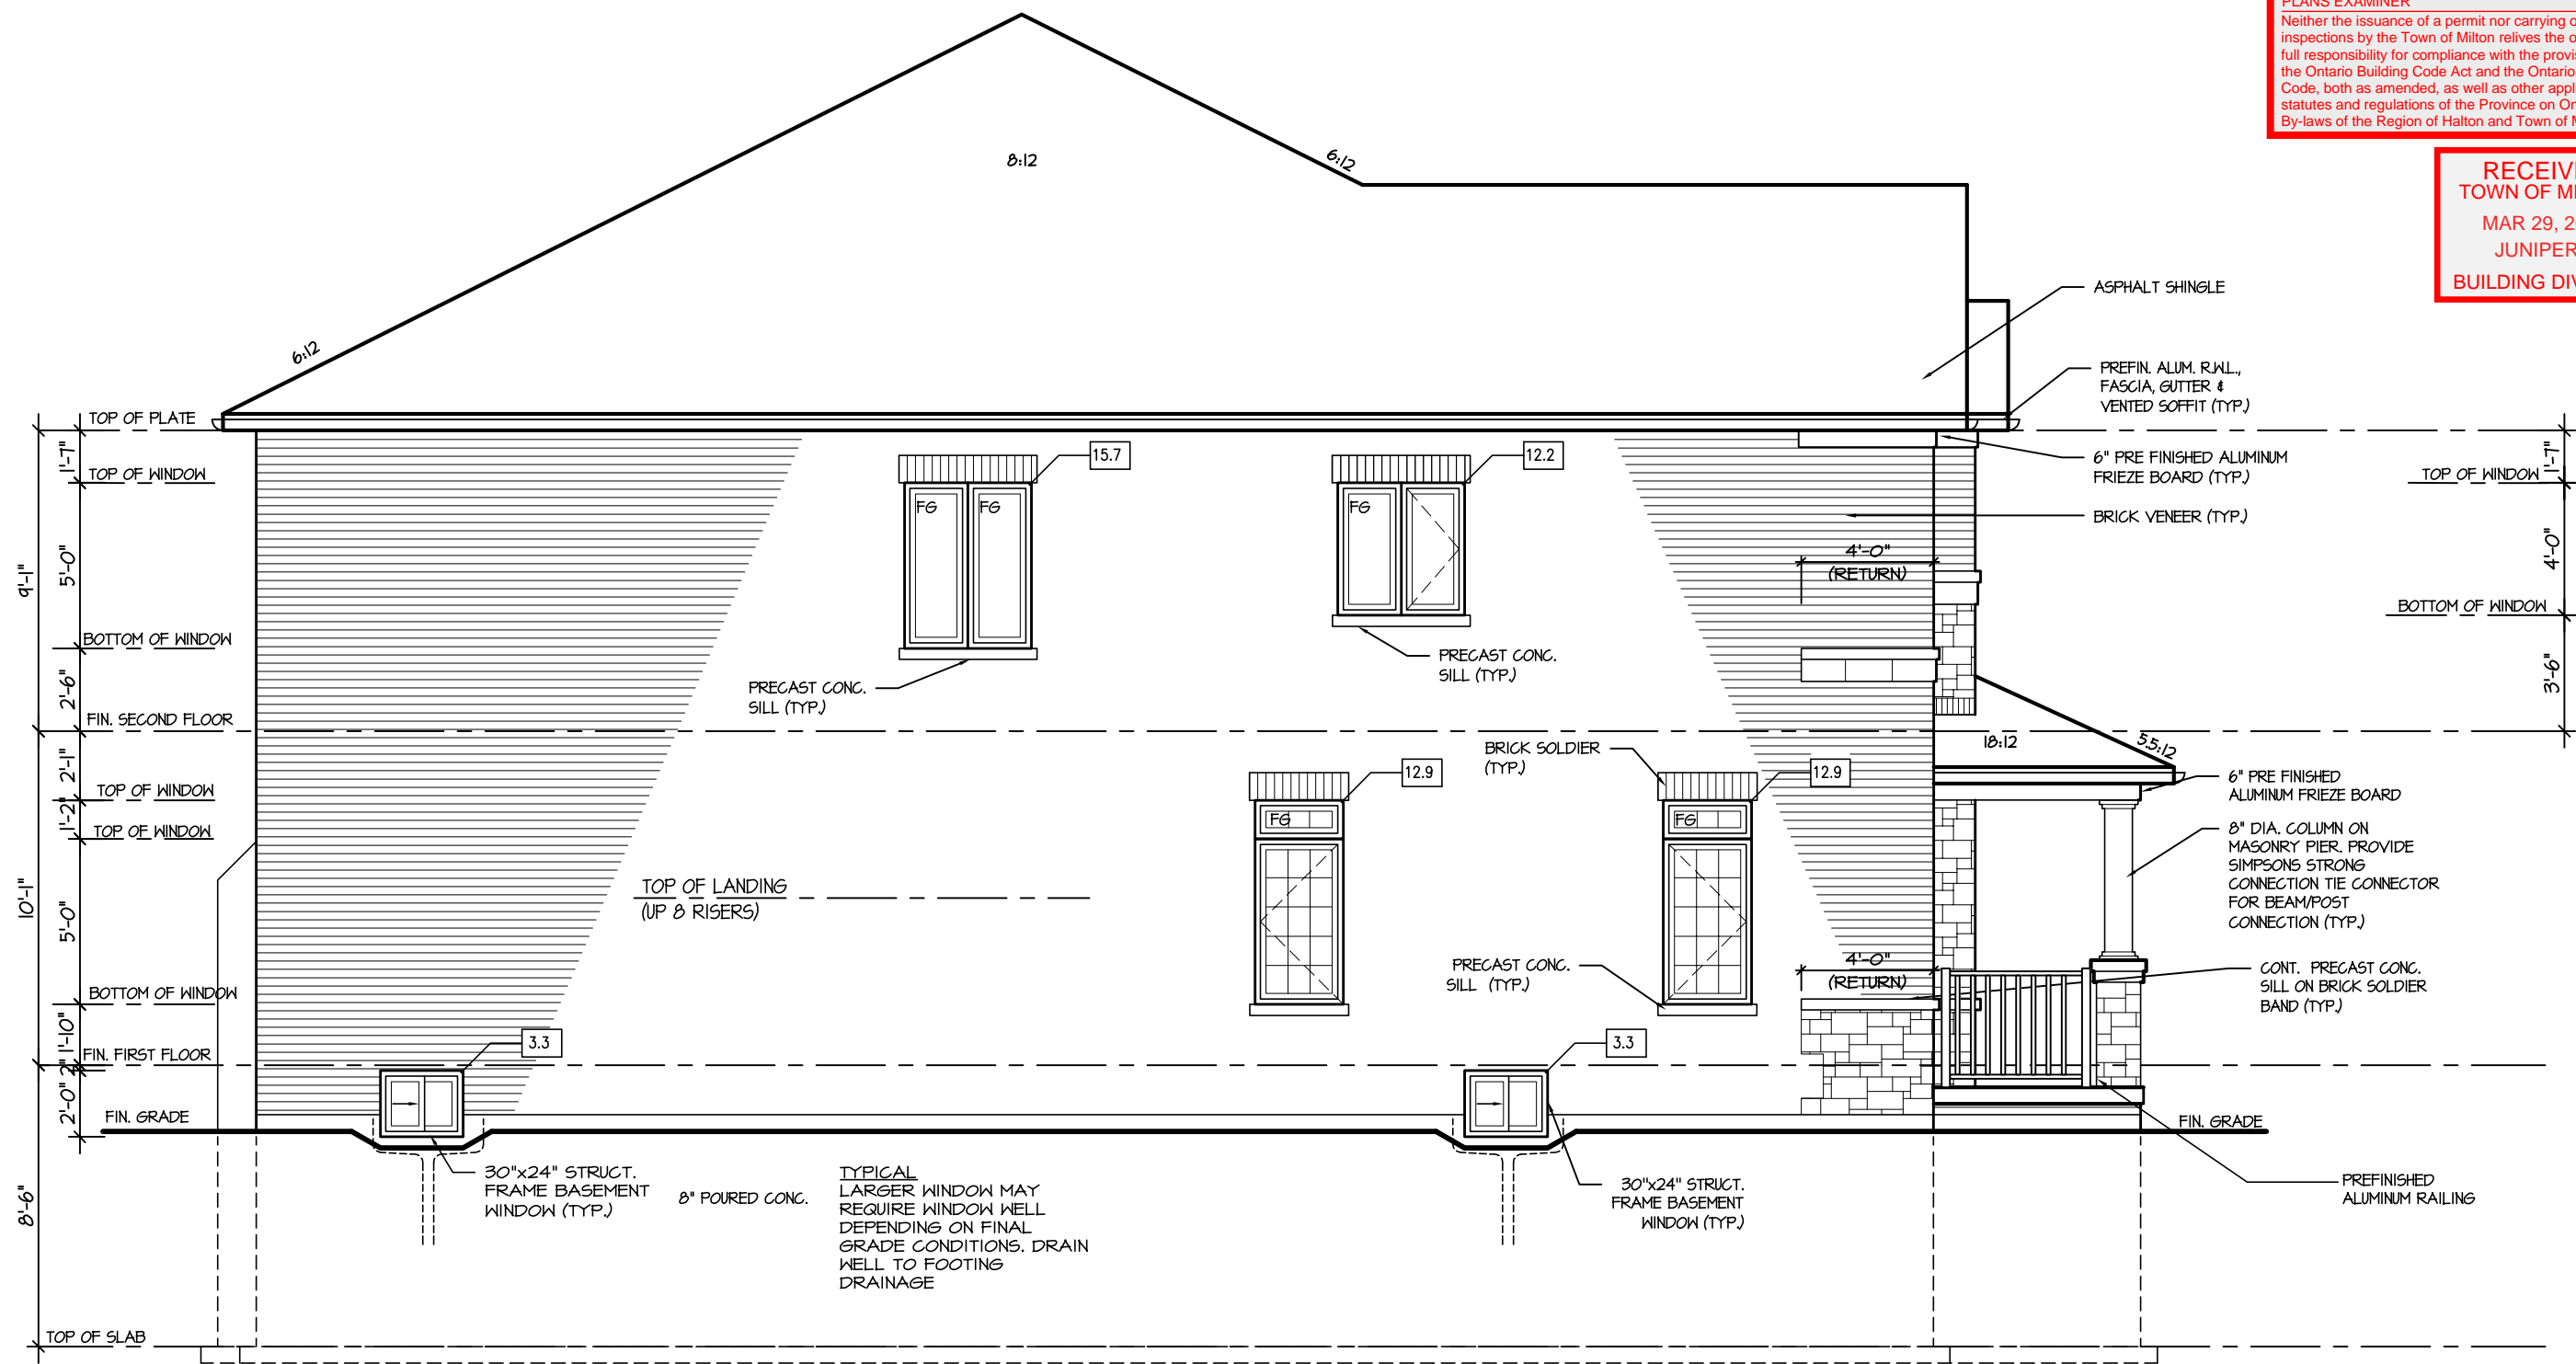 PLANS EXAMINER
Neither the issuance of a permit nor carrying o
inspections by the Town of Milton relives the o
full responsibility for compliance with the provis
the Ontario Building Code Act and the Ontario
Code, both as amended, as well as other appl
statutes and regulations of the Province on On
By-laws of the Region of Halton and Town of M
RECEIV
TOWN OF MI
MAR 29, 2
JUNIPER
BUILDING DIV
8:12
6:12
6:12
ASPHALT SHINGLE
PREFIN. ALUM. R.W.L.,
FASCIA, GUTTER &
VENTED SOFFIT (TYP.)
6" PRE FINISHED ALUMINUM
FRIEZE BOARD (TYP.)
BRICK VENEER (TYP.)
TOP OF PLATE
TOP OF WINDOW
BOTTOM OF WINDOW
FIN. SECOND FLOOR
TOP OF WINDOW
TOP OF WINDOW
BOTTOM OF WINDOW
FIN. FIRST FLOOR
FIN. GRADE
TOP OF SLAB
9'-1"
10'-1"
8'-6"
1'-7"
5'-0"
2'-6"
2'-1"
1'-2"
5'-0"
1'-10"
2"
2'-0"
15.7
12.2
FG
FG
FG
PRECAST CONC.
SILL (TYP.)
PRECAST CONC.
SILL (TYP.)
4'-0"
(RETURN)
TOP OF WINDOW
BOTTOM OF WINDOW
1'-7"
4'-0"
3'-6"
BRICK SOLDIER
(TYP.)
12.9
12.9
FG
FG
18:12
5.5:12
6" PRE FINISHED
ALUMINUM FRIEZE BOARD
8" DIA. COLUMN ON
MASONRY PIER. PROVIDE
SIMPSONS STRONG
CONNECTION TIE CONNECTOR
FOR BEAM/POST
CONNECTION (TYP.)
TOP OF LANDING
(UP 8 RISERS)
PRECAST CONC.
SILL (TYP.)
4'-0"
(RETURN)
CONT. PRECAST CONC.
SILL ON BRICK SOLDIER
BAND (TYP.)
3.3
3.3
FIN. GRADE
30"x24" STRUCT.
FRAME BASEMENT
WINDOW (TYP.)
8" POURED CONC.
TYPICAL
LARGER WINDOW MAY
REQUIRE WINDOW WELL
DEPENDING ON FINAL
GRADE CONDITIONS. DRAIN
WELL TO FOOTING
DRAINAGE
30"x24" STRUCT.
FRAME BASEMENT
WINDOW (TYP.)
PREFINISHED
ALUMINUM RAILING